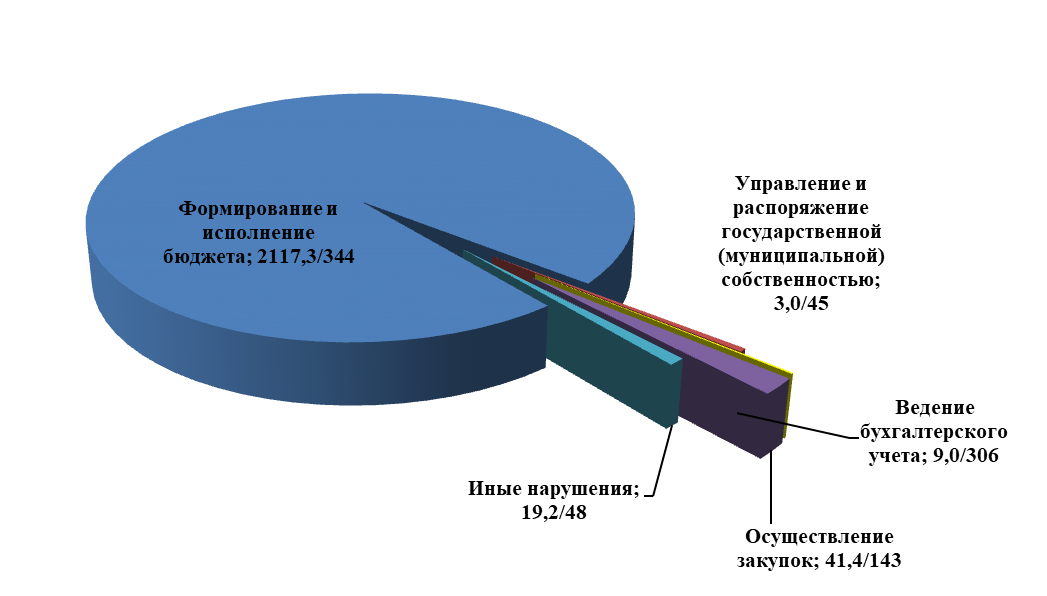 Формирование и
исполнение
бюджета; 2117,3/344
Управление и
распоряжение
государственной
(муниципальной)
собственностью;
3,0/45
Ведение
бухгалтерского
учета; 9,0/306
Иные нарушения;
19,2/48
Осуществление
закупок; 41,4/143